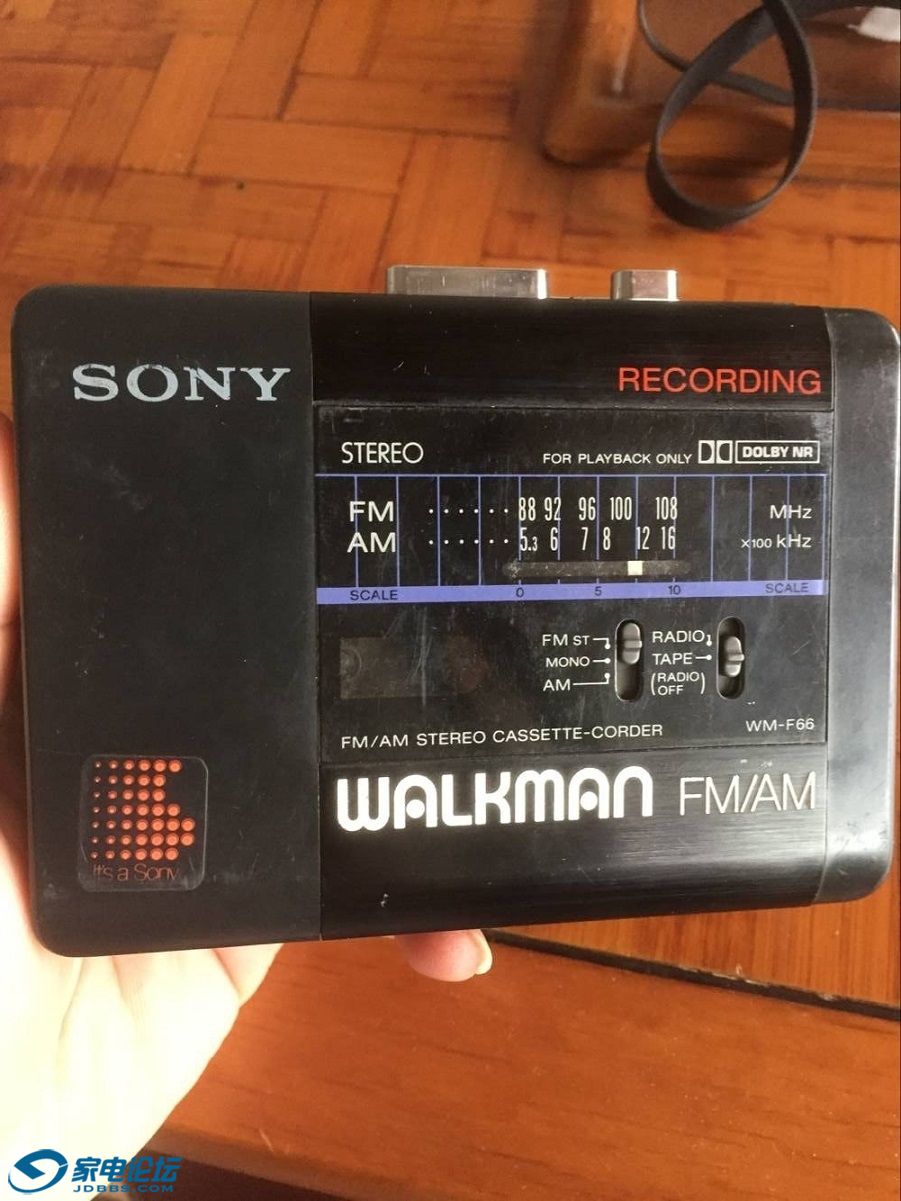 SONY
RECORDING
STEREO
FOR PLAYBACK ONLY DOLBY NR
FM 88 92 96 100 108 MHz
AM 5.3 6 7 8 12 16 x100 kHz
SCALE 0 5 10 SCALE
FM ST RADIO
MONO TAPE
AM (RADIO OFF)
FM/AM STEREO CASSETTE-CORDER WM-F66
WALKMAN FM/AM
It's a Sony
家电论坛
JDBBS.COM